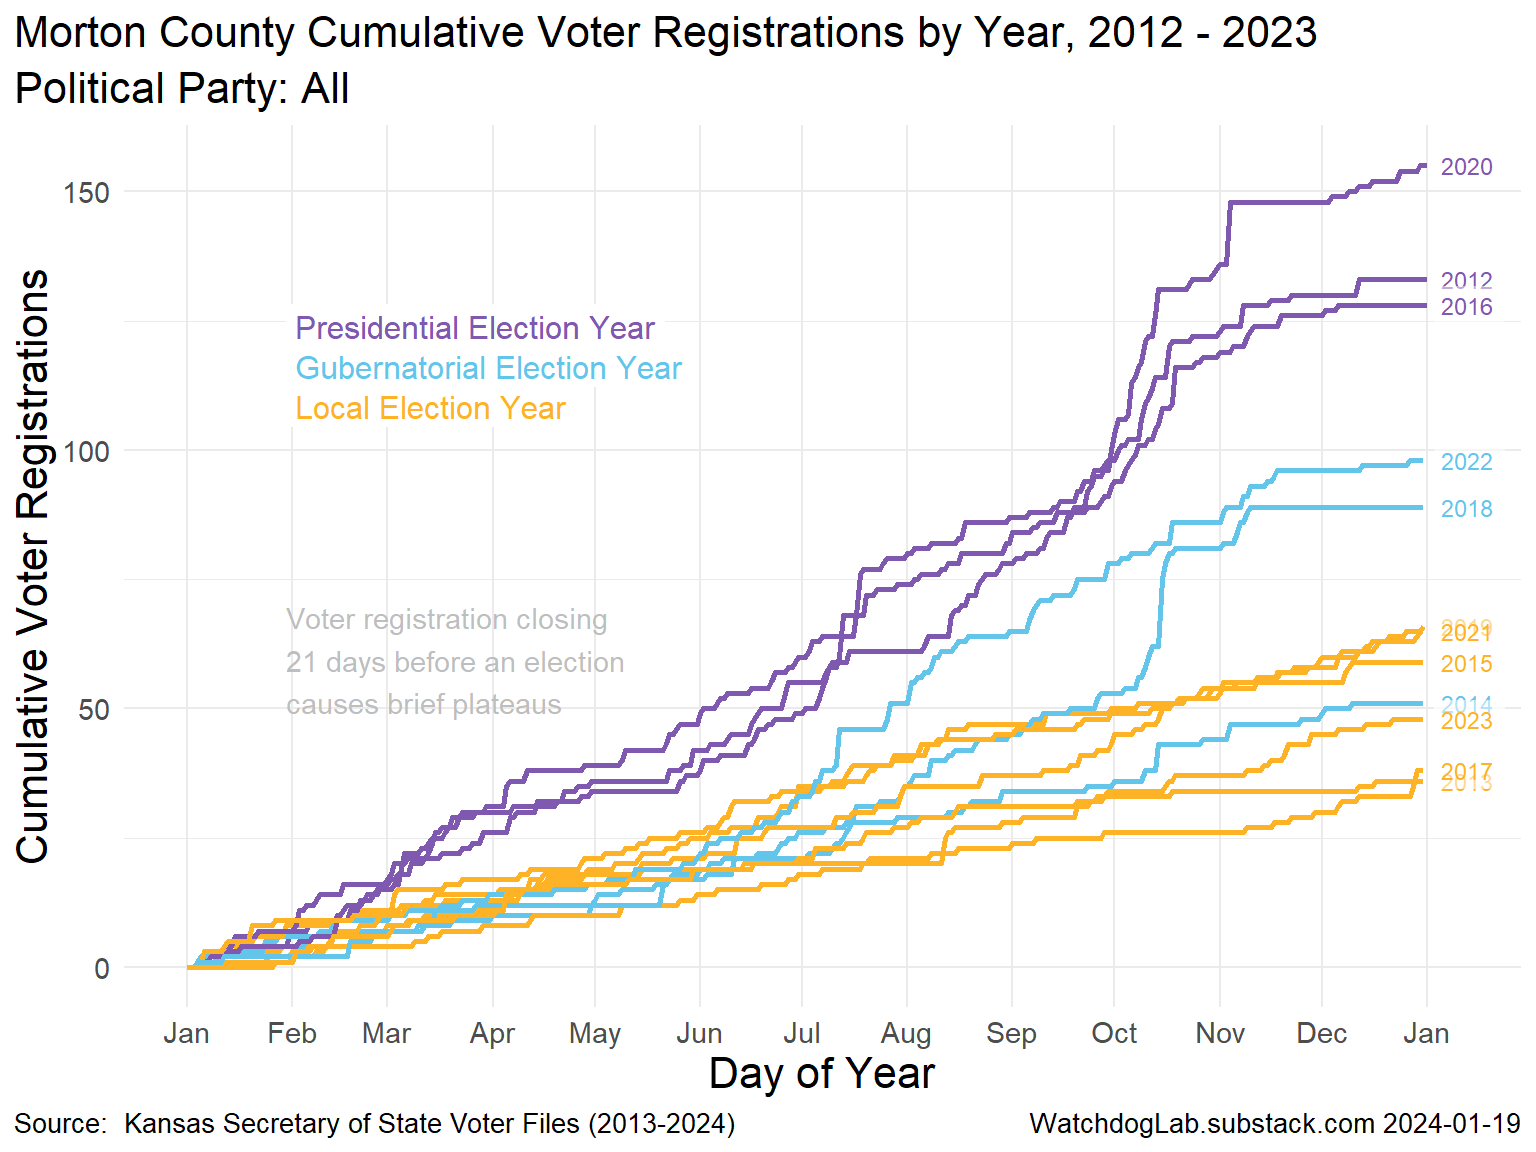 Morton County Cumulative Voter Registrations by Year, 2012 - 2023
Political Party: All
Cumulative Voter Registrations
150
100
50
0
Presidential Election Year
Gubernatorial Election Year
Local Election Year
Voter registration closing
21 days before an election
causes brief plateaus
2020
2012
2016
2022
2018
2019
2021
2015
2014
2023
2017
2013
Jan Feb Mar Apr May Jun Jul Aug Sep Oct Nov Dec Jan
Day of Year
Source:  Kansas Secretary of State Voter Files (2013-2024)
WatchdogLab.substack.com 2024-01-19